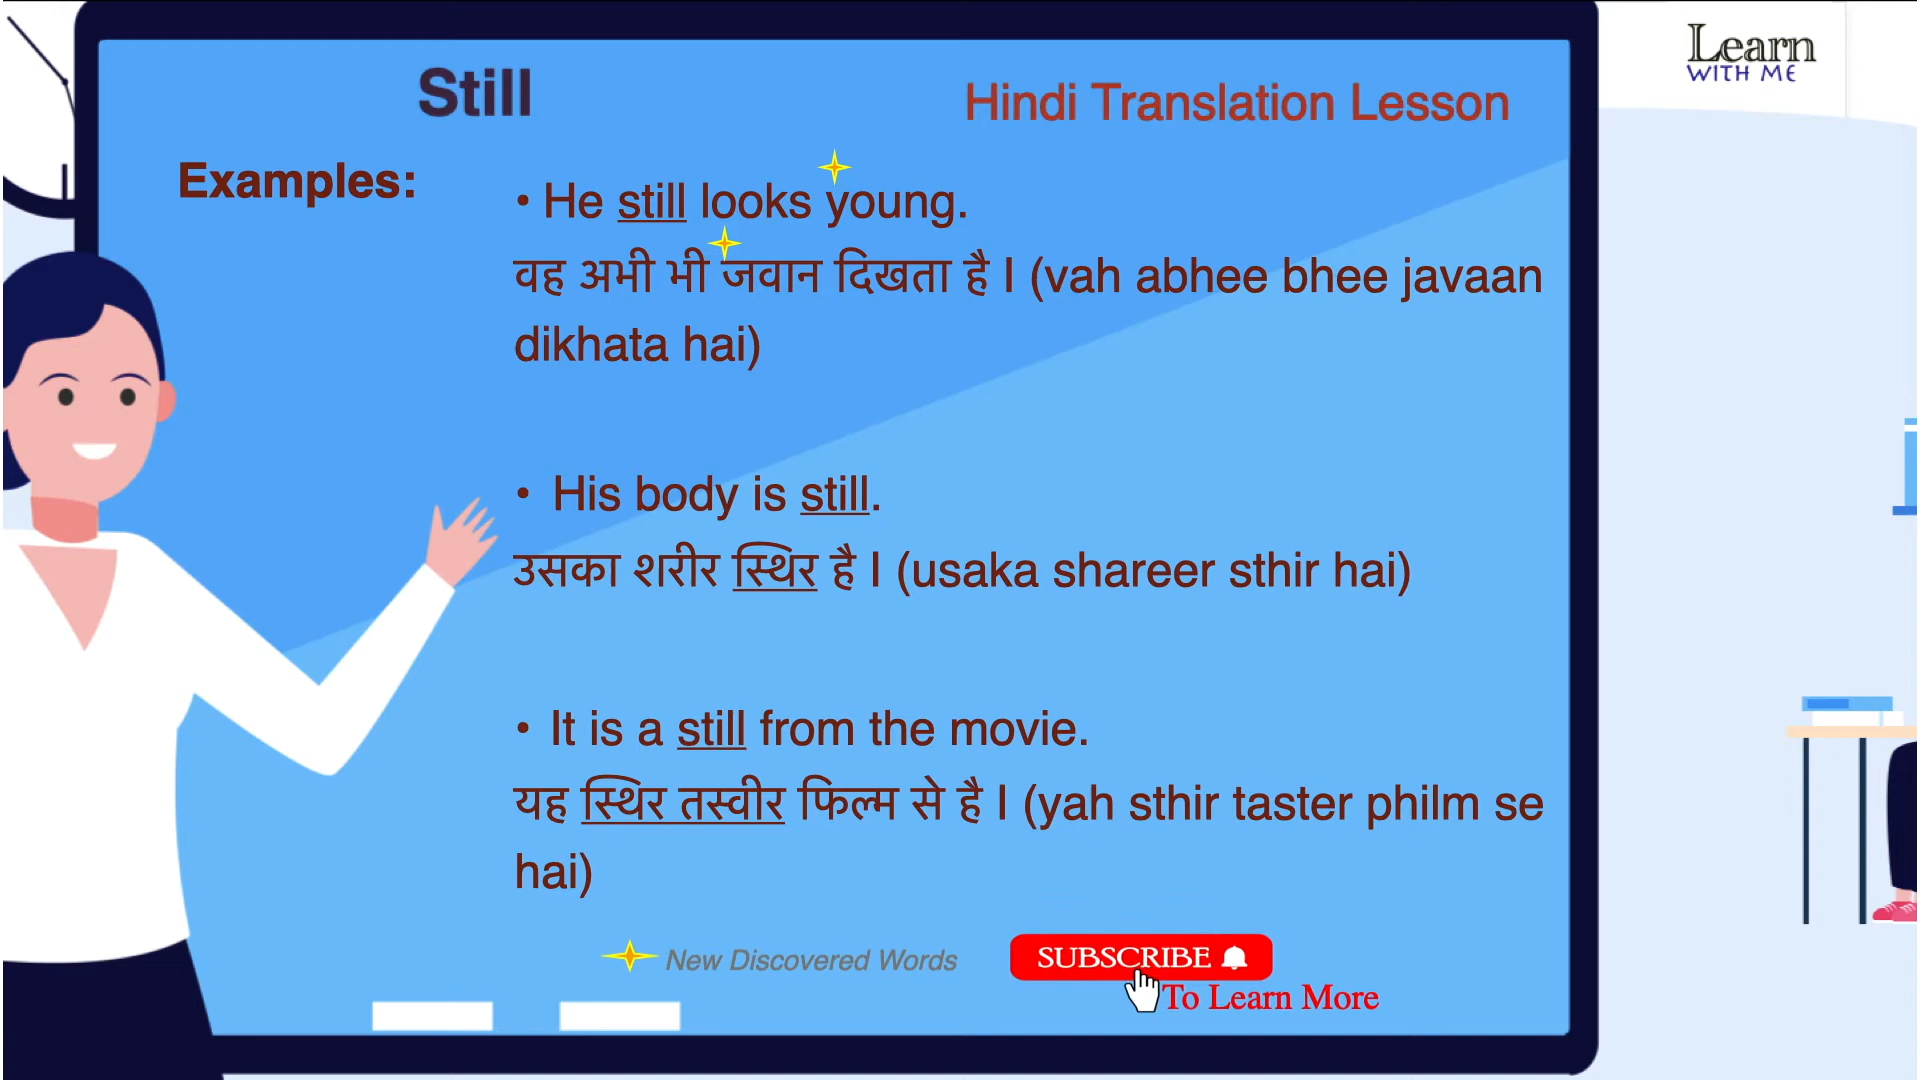 Learn
WITH ME
Still
Hindi Translation Lesson
Examples:
• He still looks young.
वह अभी भी जवान दिखता है I (vah abhee bhee javaan
dikhata hai)
• His body is still.
उसका शरीर स्थिर है I (usaka shareer sthir hai)
• It is a still from the movie.
यह स्थिर तस्वीर फिल्म से है I (yah sthir taster philm se
hai)
New Discovered Words
SUBSCRIBE
To Learn More